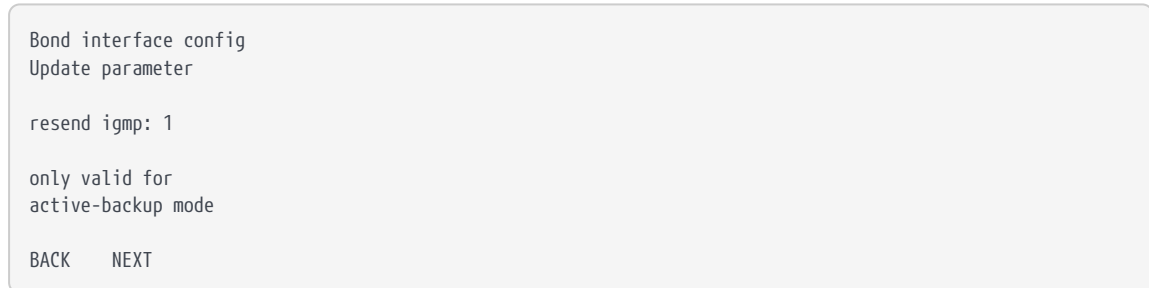 Bond interface config
Update parameter
resend igmp: 1
only valid for
active-backup mode
BACK    NEXT